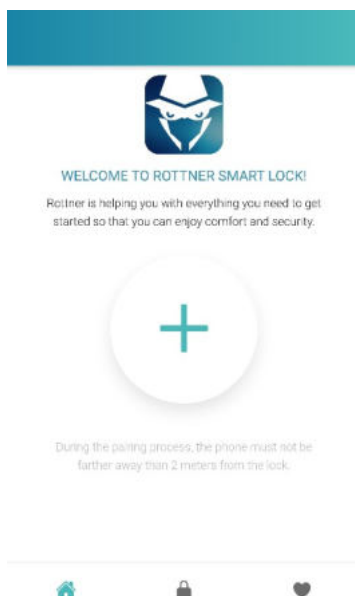 WELCOME TO ROTTNER SMART LOCK!
Rottner is helping you with everything you need to get
started so that you can enjoy comfort and security.
During the pairing process, the phone must not be
farther away than 2 meters from the lock.